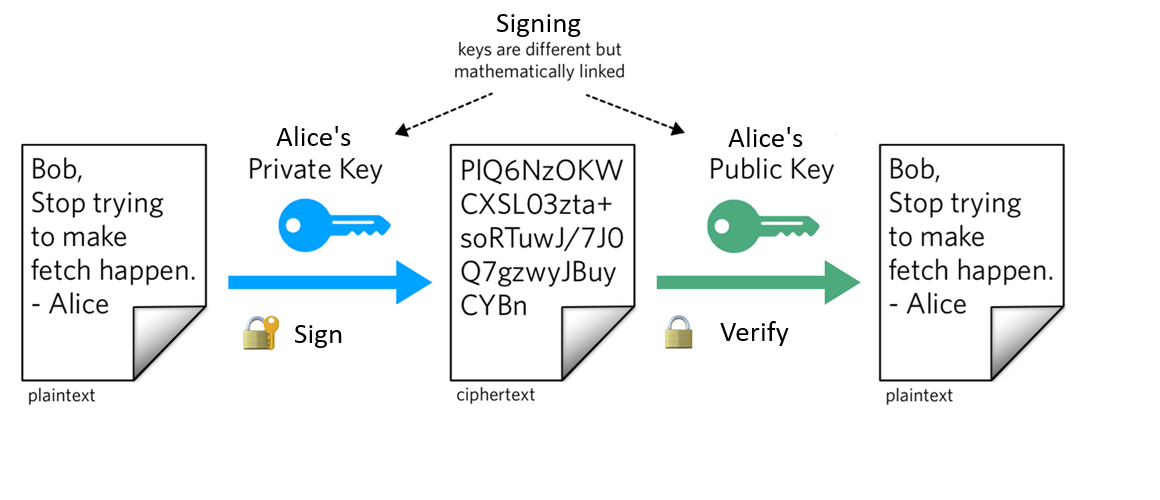 Signing
keys are different but
mathematically linked
Bob,
Stop trying
to make
fetch happen.
- Alice
plaintext
Alice's
Private Key
Sign
PIQ6NzOKW
CXSL03zta+
soRTuwJ/7J0
Q7gzwyJBuy
CYBn
ciphertext
Alice's
Public Key
Verify
Bob,
Stop trying
to make
fetch happen.
- Alice
plaintext